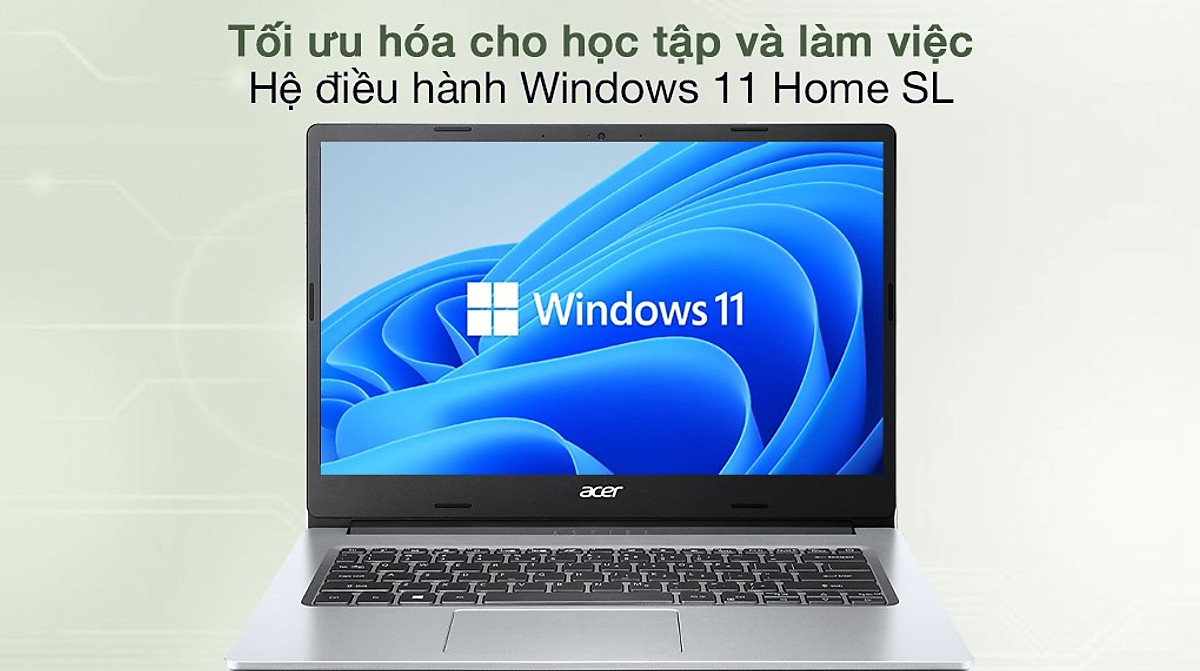 Tối ưu hóa cho học tập và làm việc
Hệ điều hành Windows 11 Home SL
Windows 11
acer
ASPIRE